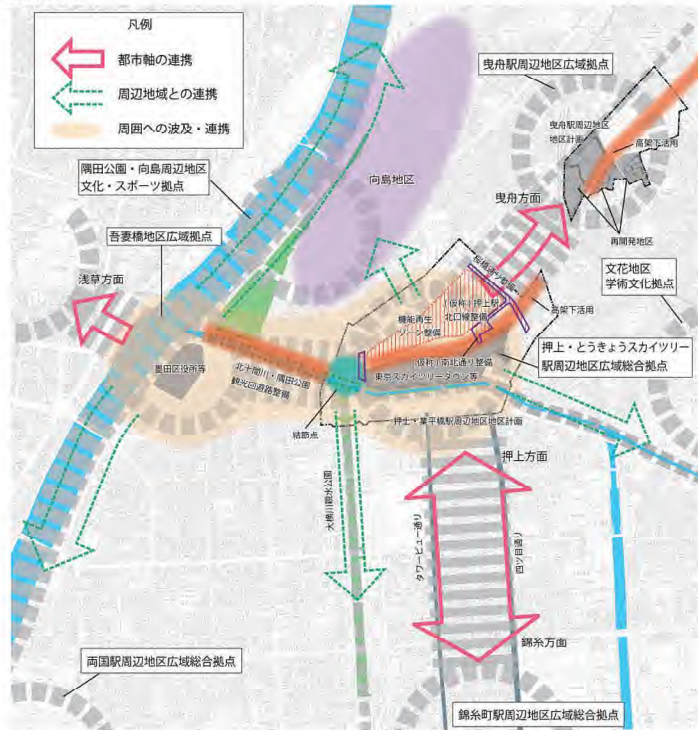 凡例
都市軸の連携
周辺地域との連携
周囲への波及・連携
曳舟駅周辺地区広域拠点
曳舟駅周辺地区
地区計画
高架下活用
再開発地区
隅田公園・向島周辺地区
文化・スポーツ拠点
向島地区
曳舟方面
吾妻橋地区広域拠点
浅草方面
文花地区
学術文化拠点
桜橋通り整備
(仮称)押上駅
北口線整備
機能再生
ゾーン整備
高架下活用
押上・とうきょうスカイツリー
駅周辺地区広域総合拠点
(仮称)南北通り整備
東京スカイツリータウン等
墨田区役所等
北十間川・隅田公園
観光回遊路整備
結節点
押上・業平橋駅周辺地区地区計画
押上方面
大横川親水公園
タワービュー通り
四ツ目通り
錦糸方面
両国駅周辺地区広域総合拠点
錦糸町駅周辺地区広域総合拠点